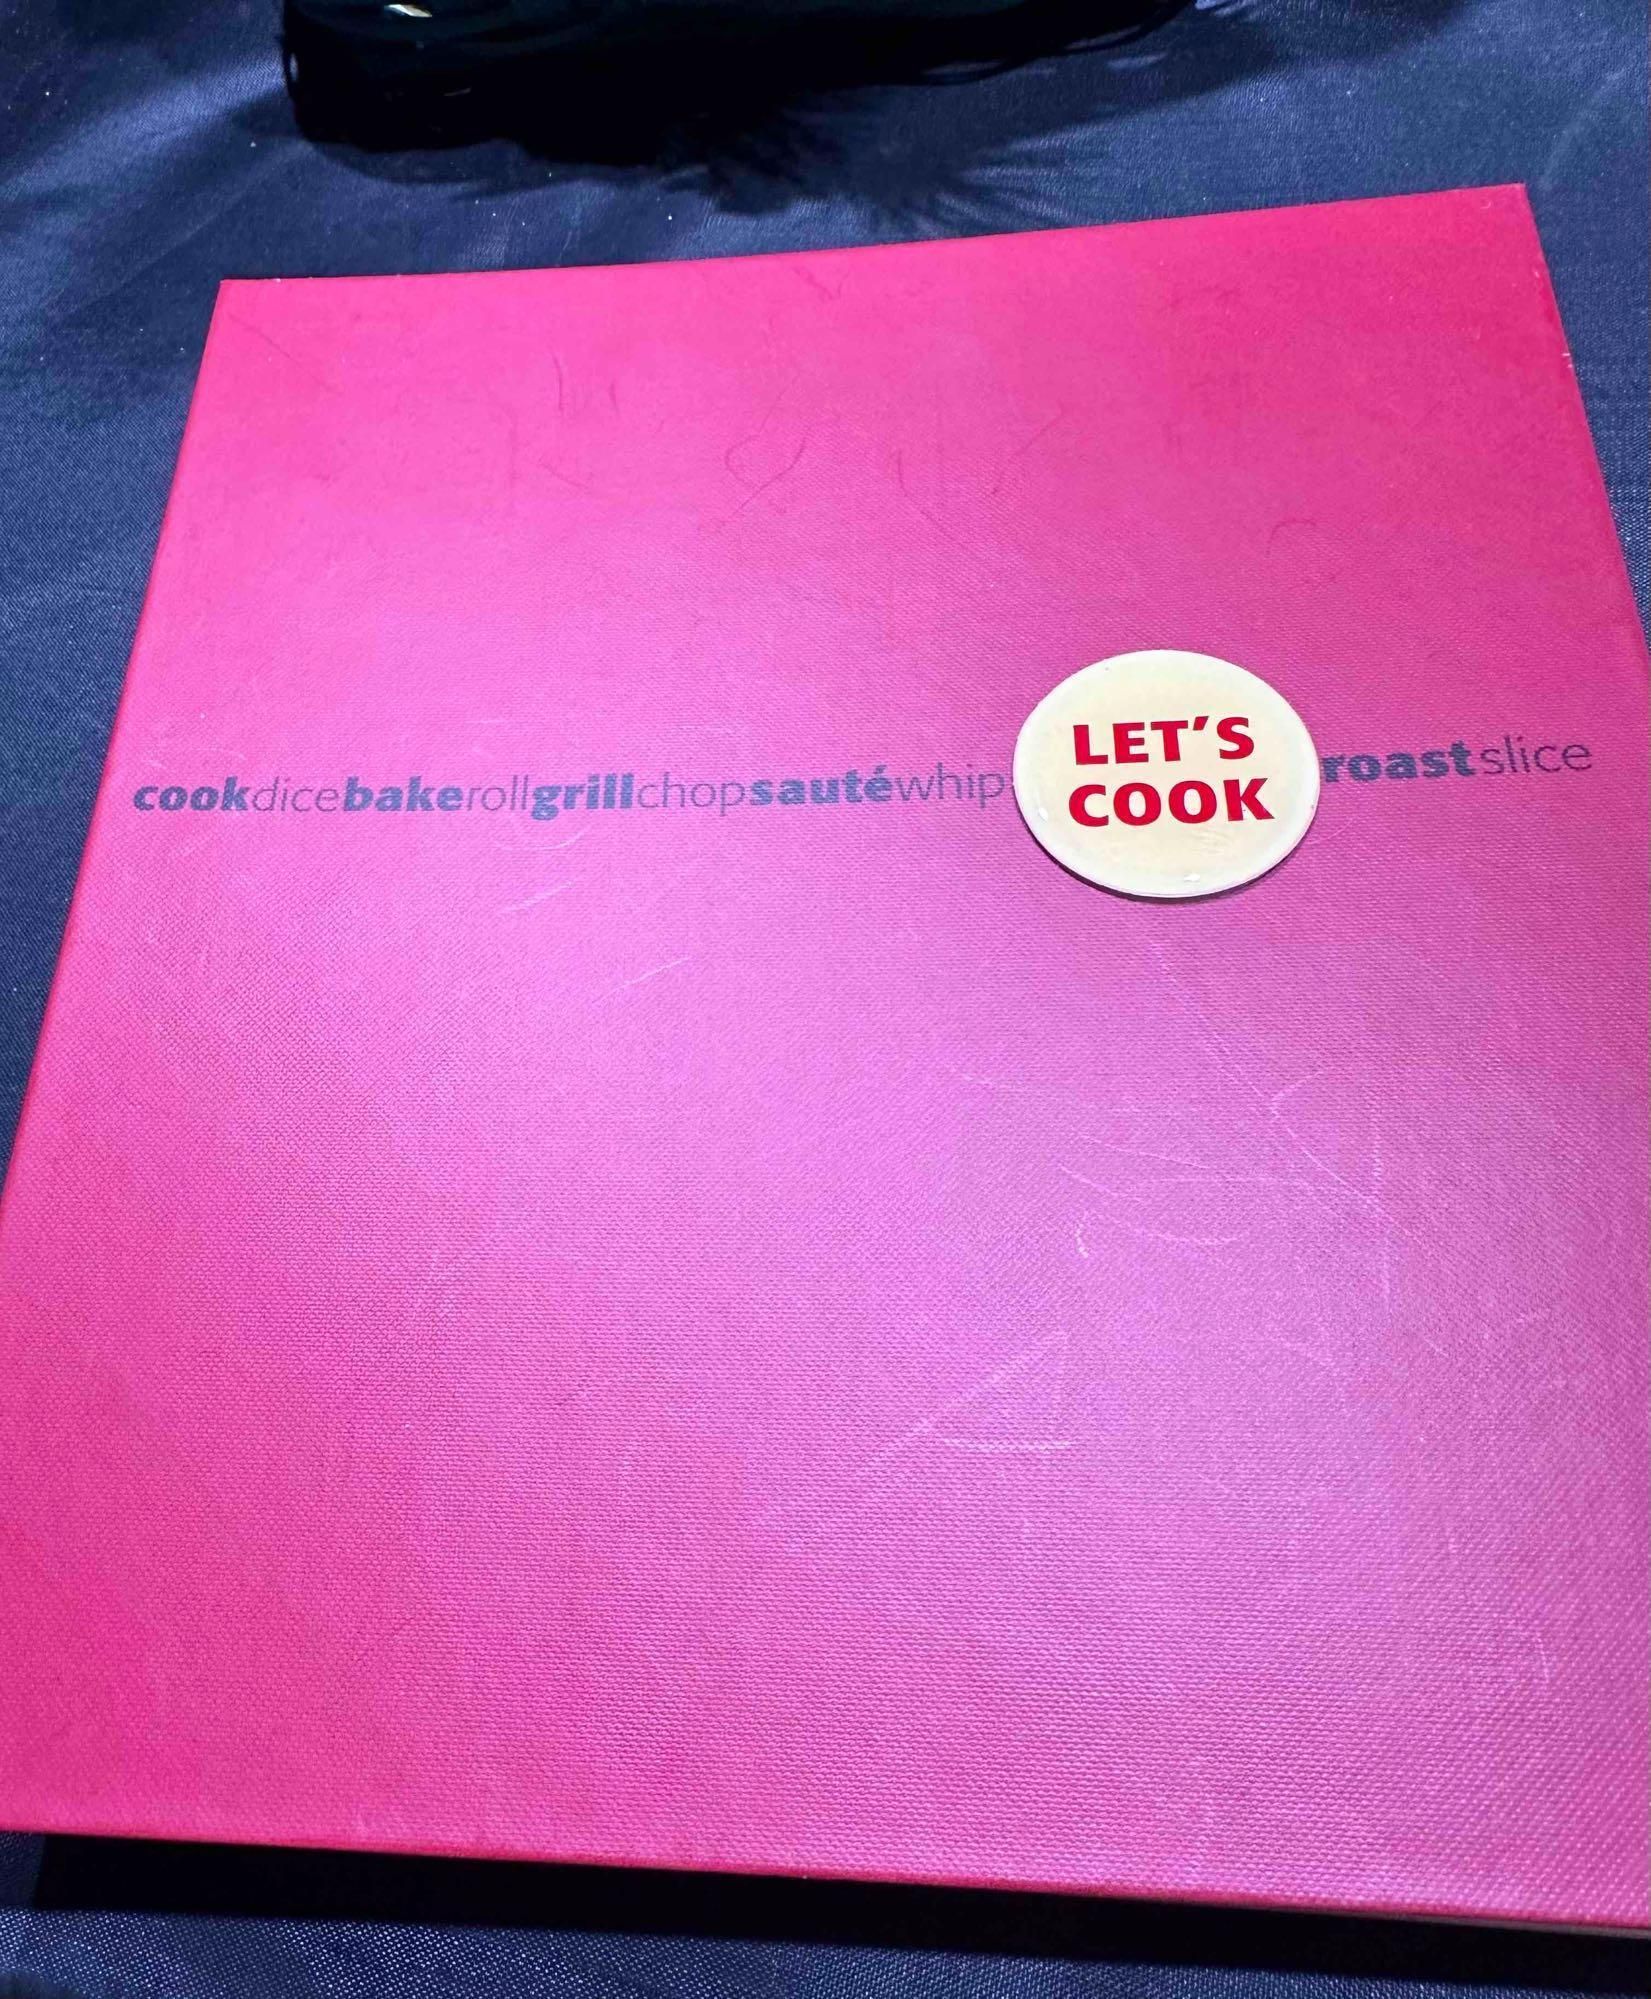 cookdicebakerollgrillchopsautéwhip roastslice
LET'S
COOK